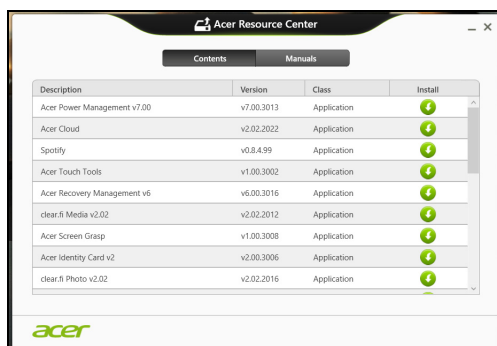 Acer Resource Center
Contents Manuals
Description Version Class Install
Acer Power Management v7.00 v7.00.3013 Application
Acer Cloud v2.02.2022 Application
Spotify v0.8.4.99 Application
Acer Touch Tools v1.00.3002 Application
Acer Recovery Management v6 v6.00.3016 Application
clear.fi Media v2.02 v2.02.2012 Application
Acer Screen Grasp v1.00.3008 Application
Acer Identity Card v2 v2.00.3006 Application
clear.fi Photo v2.02 v2.02.2016 Application
acer